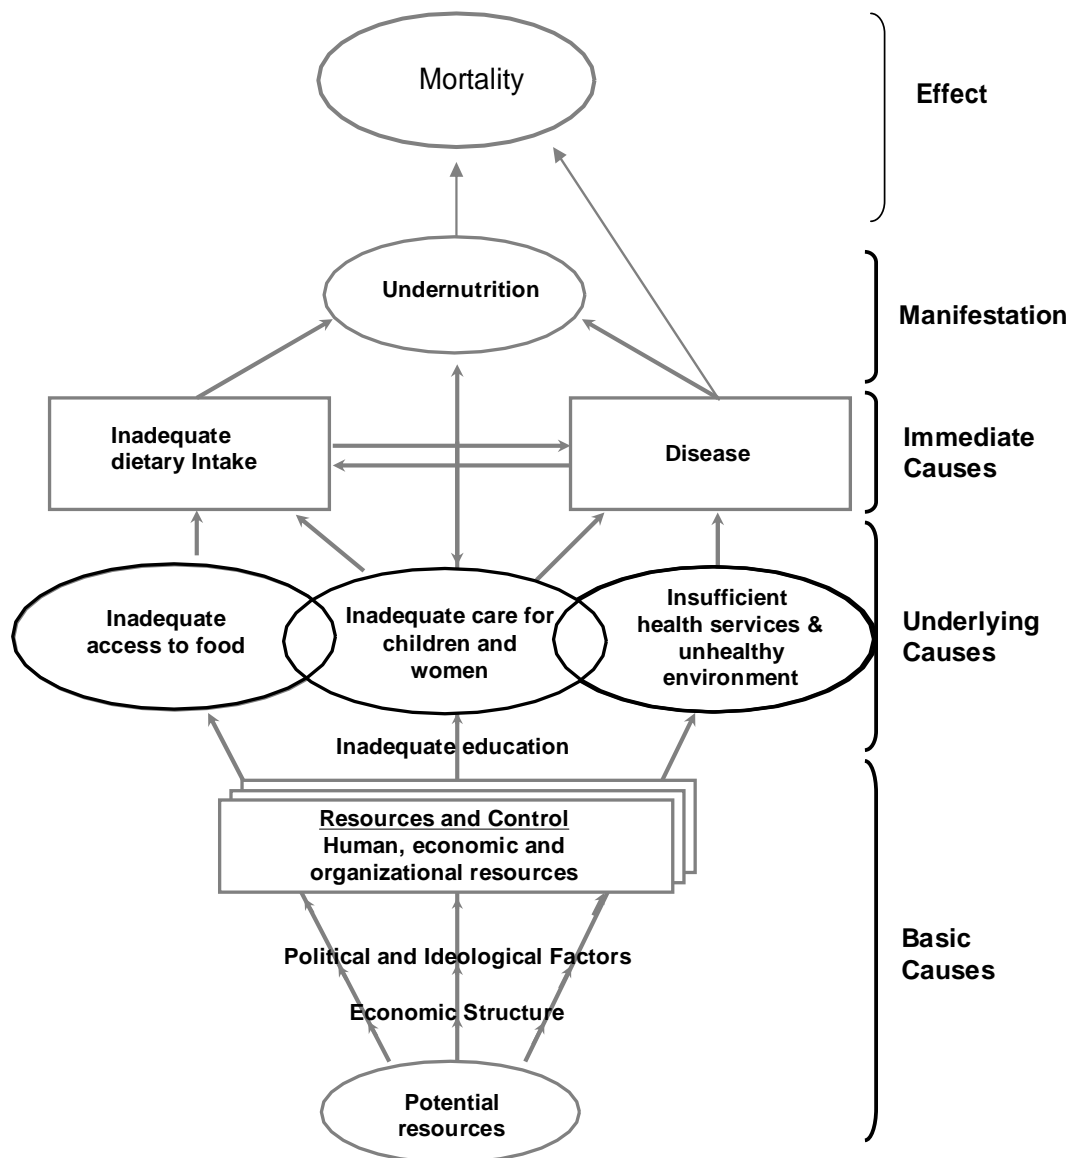 Mortality
Effect
Undernutrition
Manifestation
Inadequate
dietary Intake
Disease
Immediate
Causes
Inadequate
access to food
Inadequate care for
children and
women
Insufficient
health services &
unhealthy
environment
Underlying
Causes
Inadequate education
Resources and Control
Human, economic and
organizational resources
Political and Ideological Factors
Economic Structure
Basic
Causes
Potential
resources